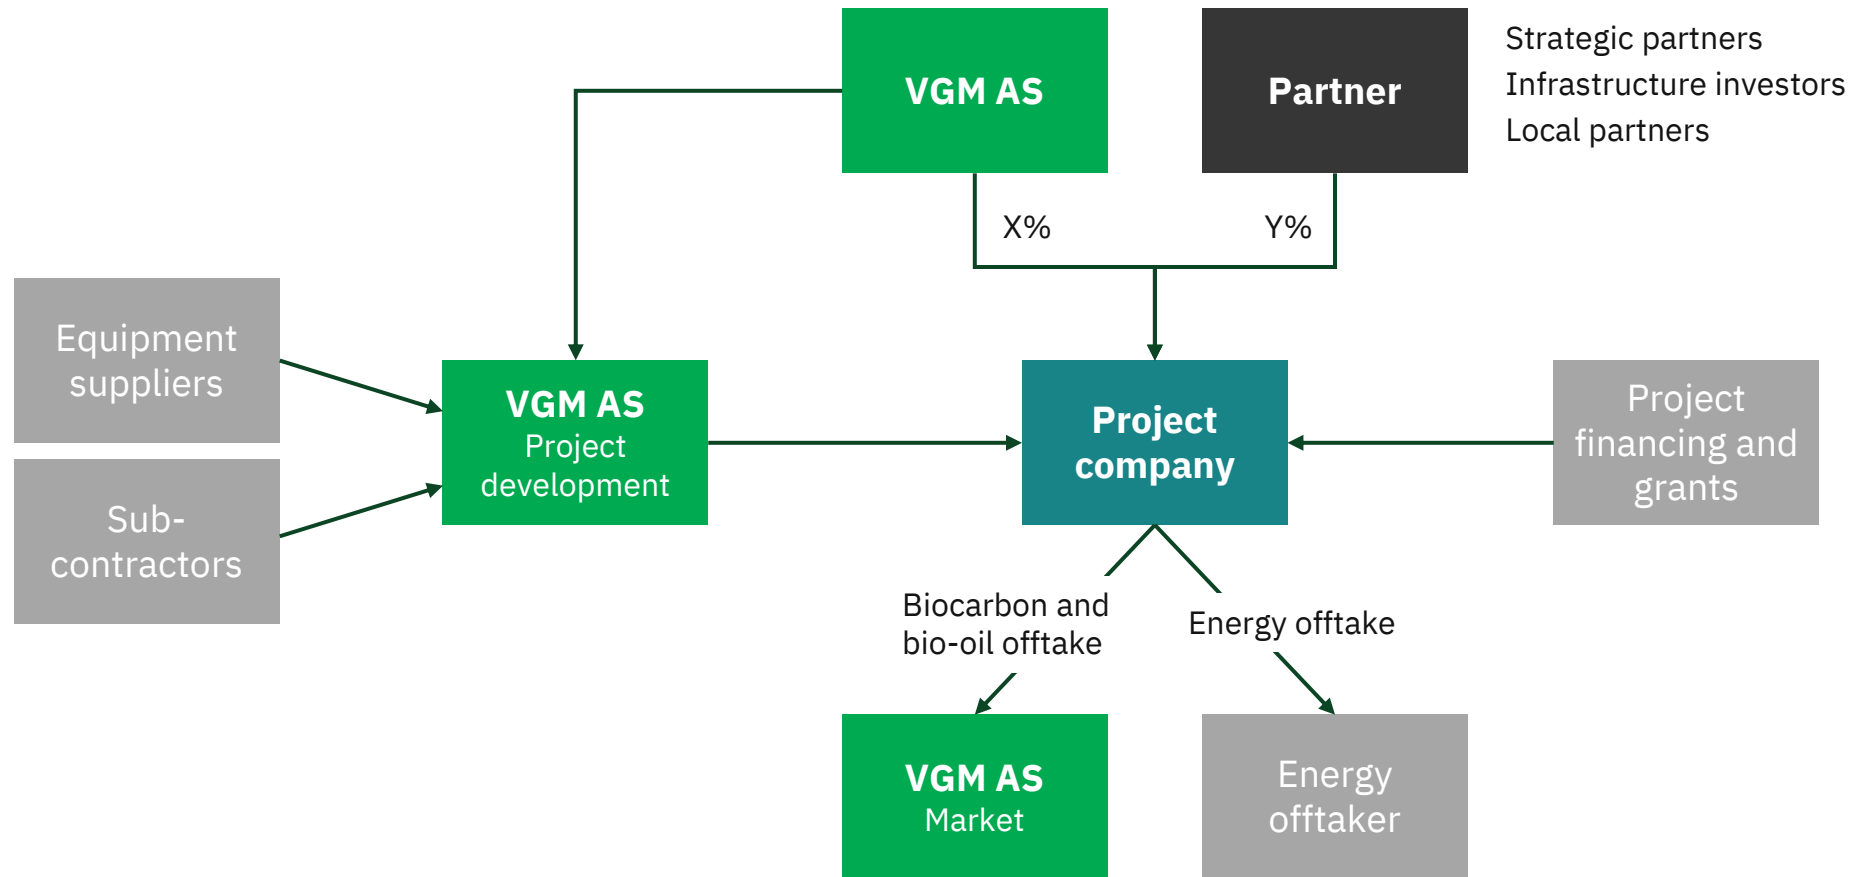 VGM AS
Partner
Strategic partners
Infrastructure investors
Local partners
X%
Y%
Equipment
suppliers
Sub-
contractors
VGM AS
Project
development
Project
company
Project
financing and
grants
Biocarbon and
bio-oil offtake
Energy offtake
VGM AS
Market
Energy
offtaker